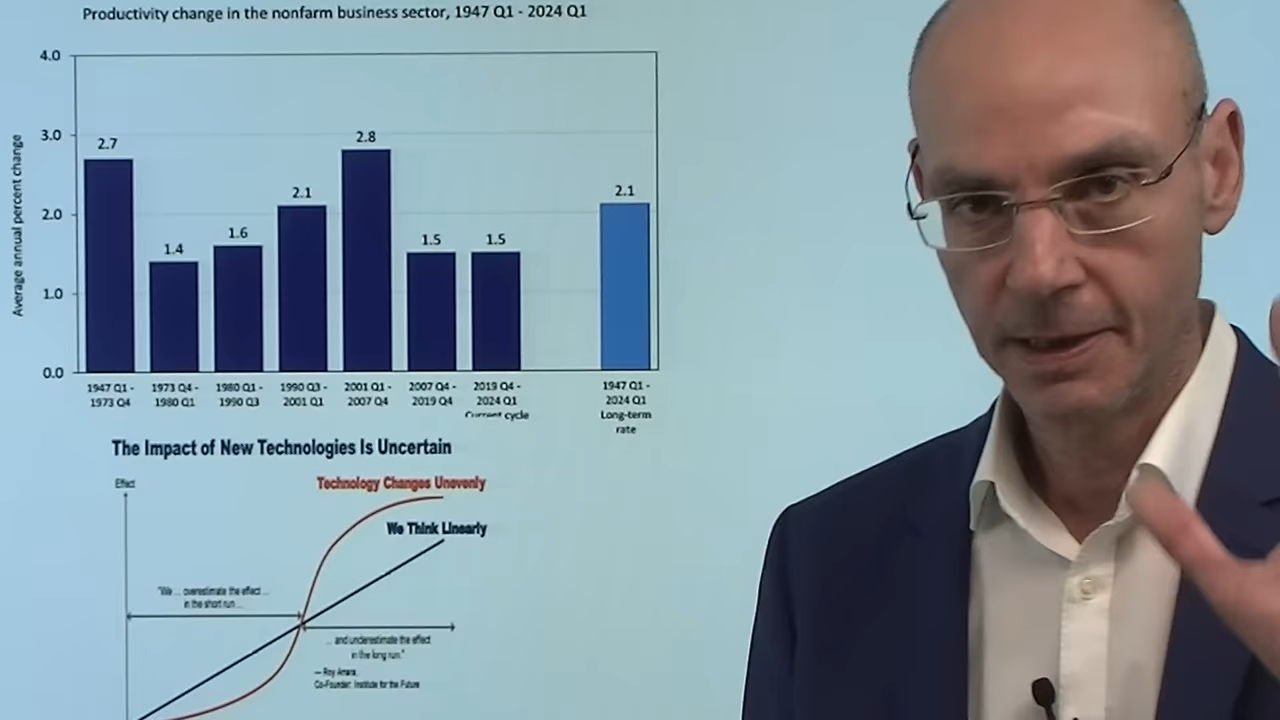 Productivity change in the nonfarm business sector, 1947 Q1 - 2024 Q1
Average annual percent change
4.0
3.0
2.0
1.0
0.0
2.7
1.4
1.6
2.1
2.8
1.5
1.5
2.1
1947 Q1 -
1973 Q4
1973 Q4 -
1980 Q1
1980 Q1 -
1990 Q3
1990 Q3 -
2001 Q1
2001 Q1 -
2007 Q4
2007 Q4 -
2019 Q4
2019 Q4 -
2024 Q1
Current cycle
1947 Q1 -
2024 Q1
Long-term
rate
The Impact of New Technologies Is Uncertain
Effect
Technology Changes Unevenly
We Think Linearly
"We ... overestimate the effect ...
in the short run ...
... and underestimate the effect
in the long run."
— Roy Amara,
Co-Founder, Institute for the Future